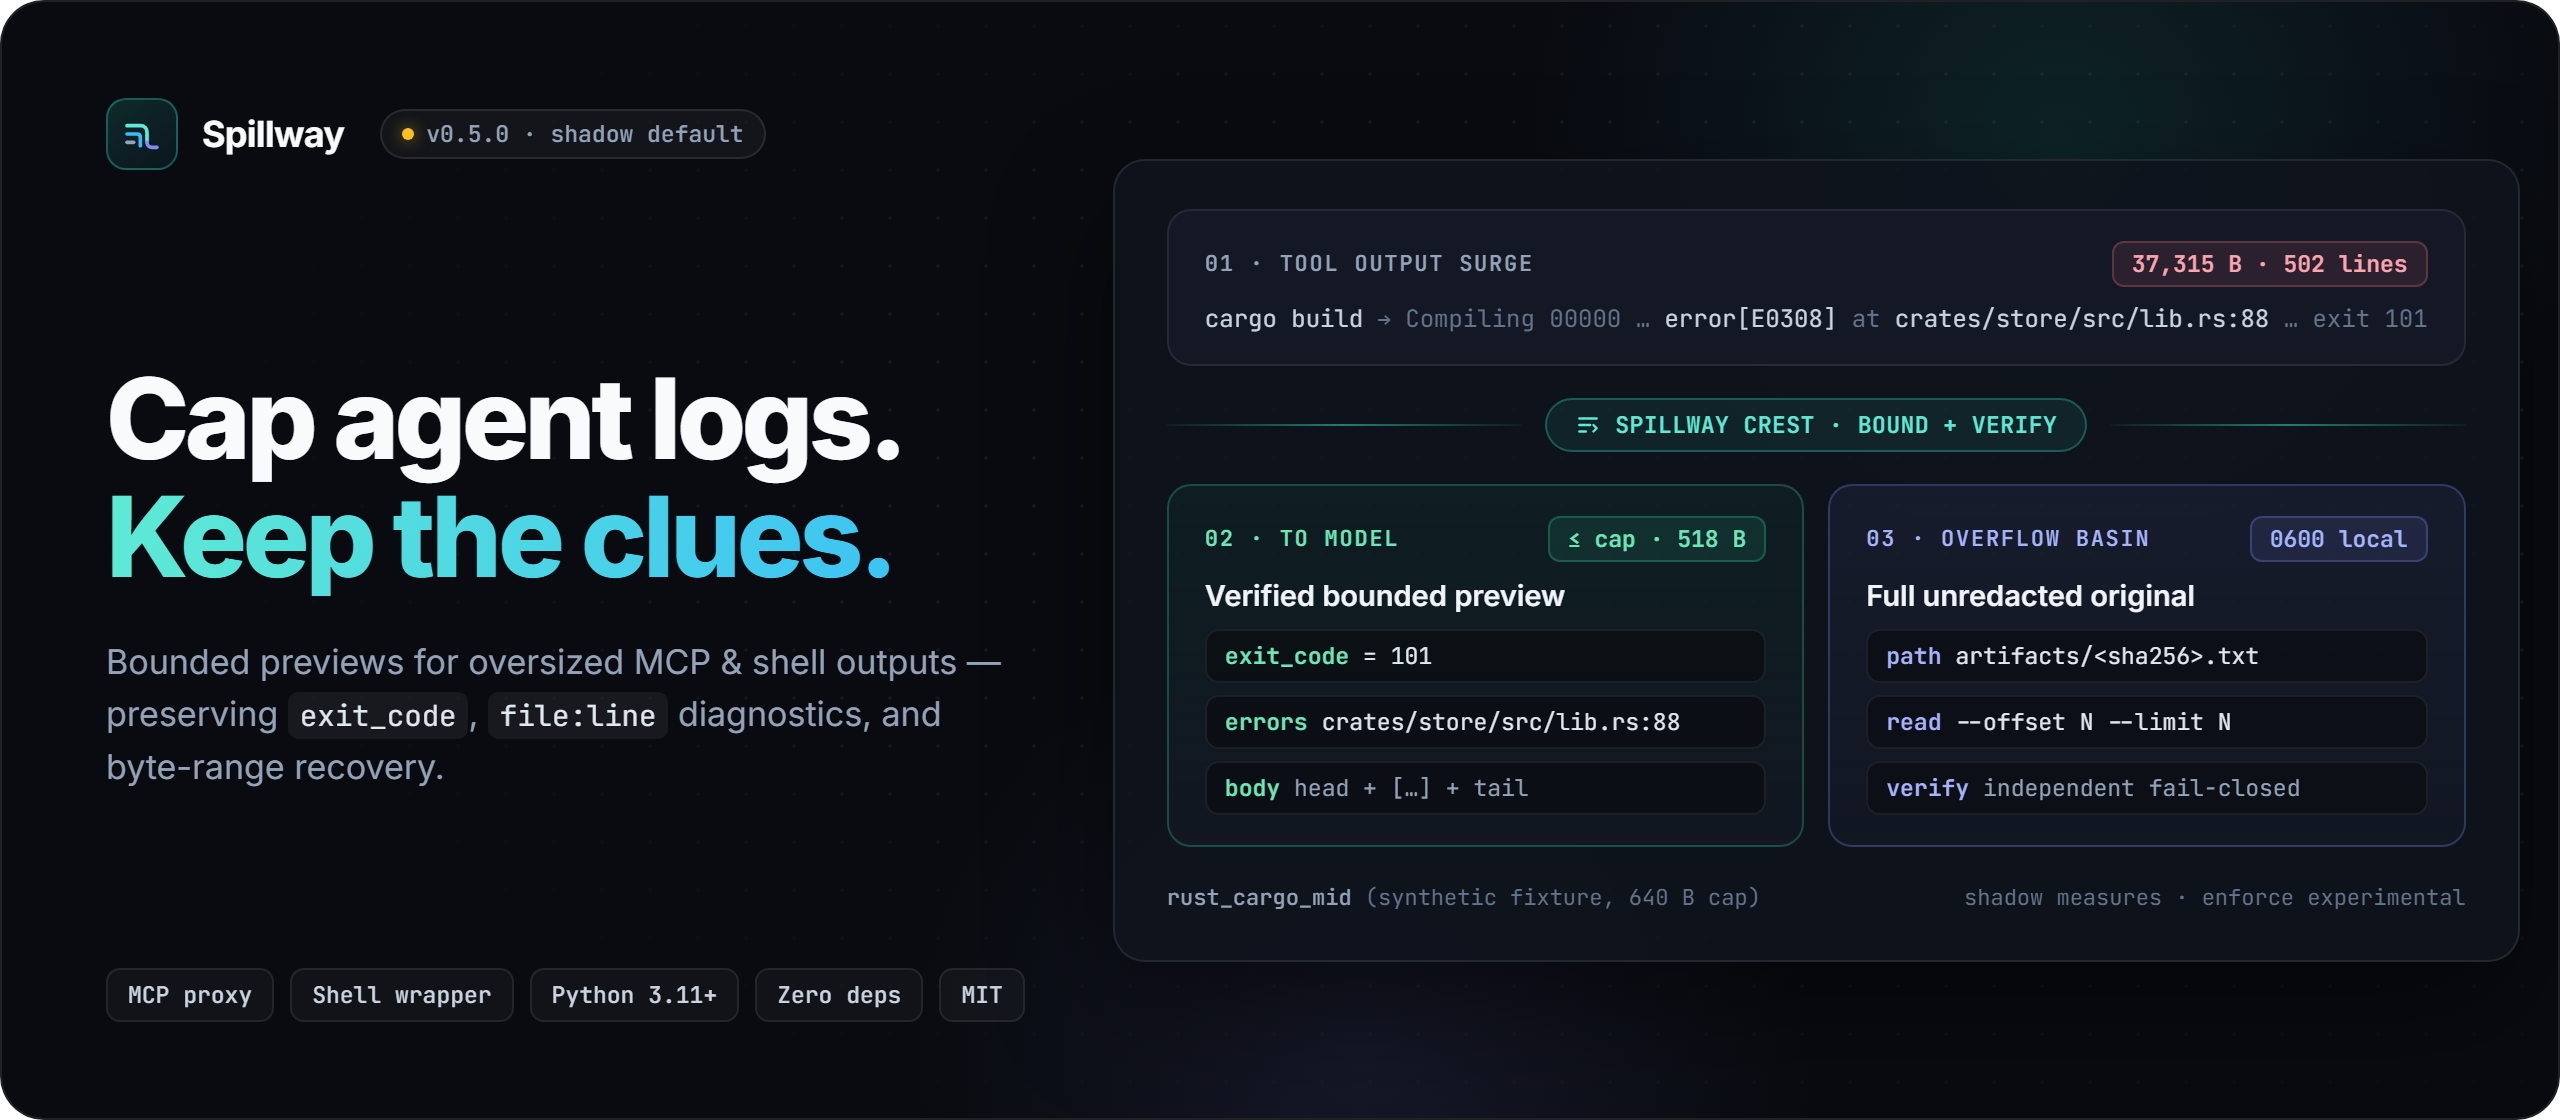 Spillway
v0.5.0 · shadow default
Cap agent logs.
Keep the clues.
Bounded previews for oversized MCP & shell outputs —
preserving exit_code, file:line diagnostics, and
byte-range recovery.
MCP proxy
Shell wrapper
Python 3.11+
Zero deps
MIT
01 · TOOL OUTPUT SURGE
37,315 B · 502 lines
cargo build → Compiling 00000 … error[E0308] at crates/store/src/lib.rs:88 … exit 101
SPILLWAY CREST · BOUND + VERIFY
02 · TO MODEL
≤ cap · 518 B
Verified bounded preview
exit_code = 101
errors crates/store/src/lib.rs:88
body head + […] + tail
03 · OVERFLOW BASIN
0600 local
Full unredacted original
path artifacts/<sha256>.txt
read --offset N --limit N
verify independent fail-closed
rust_cargo_mid (synthetic fixture, 640 B cap)
shadow measures · enforce experimental